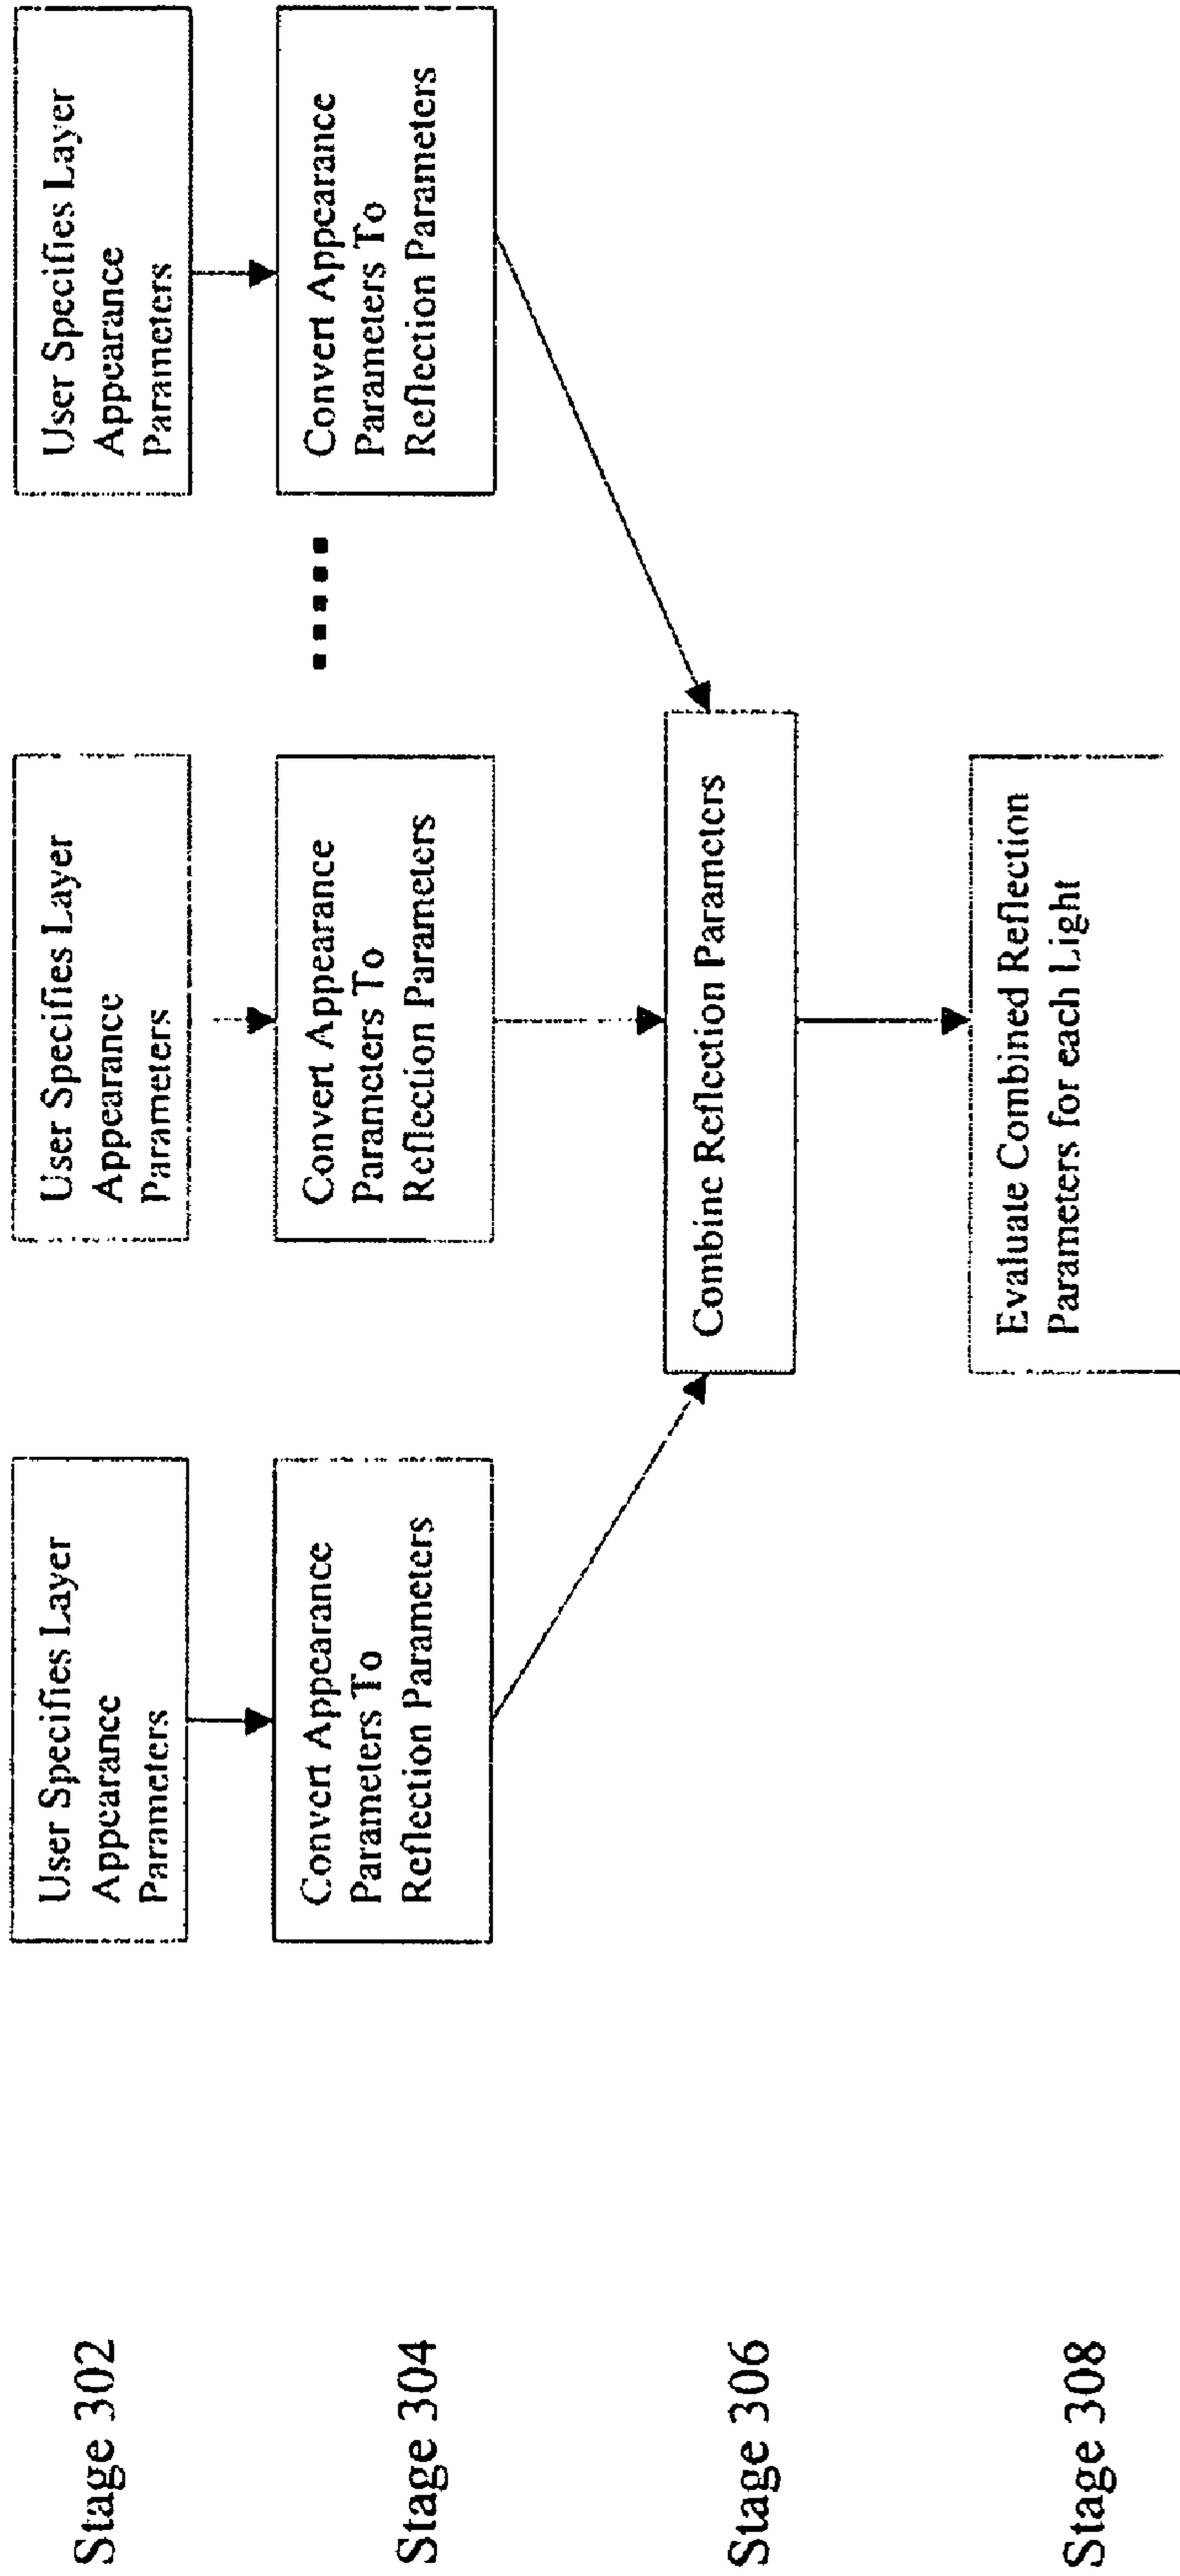 Stage 302
User Specifies Layer
Appearance
Parameters
User Specifies Layer
Appearance
Parameters
User Specifies Layer
Appearance
Parameters
Stage 304
Convert Appearance
Parameters To
Reflection Parameters
Convert Appearance
Parameters To
Reflection Parameters
Convert Appearance
Parameters To
Reflection Parameters
Stage 306
Combine Reflection Parameters
Stage 308
Evaluate Combined Reflection
Parameters for each Light